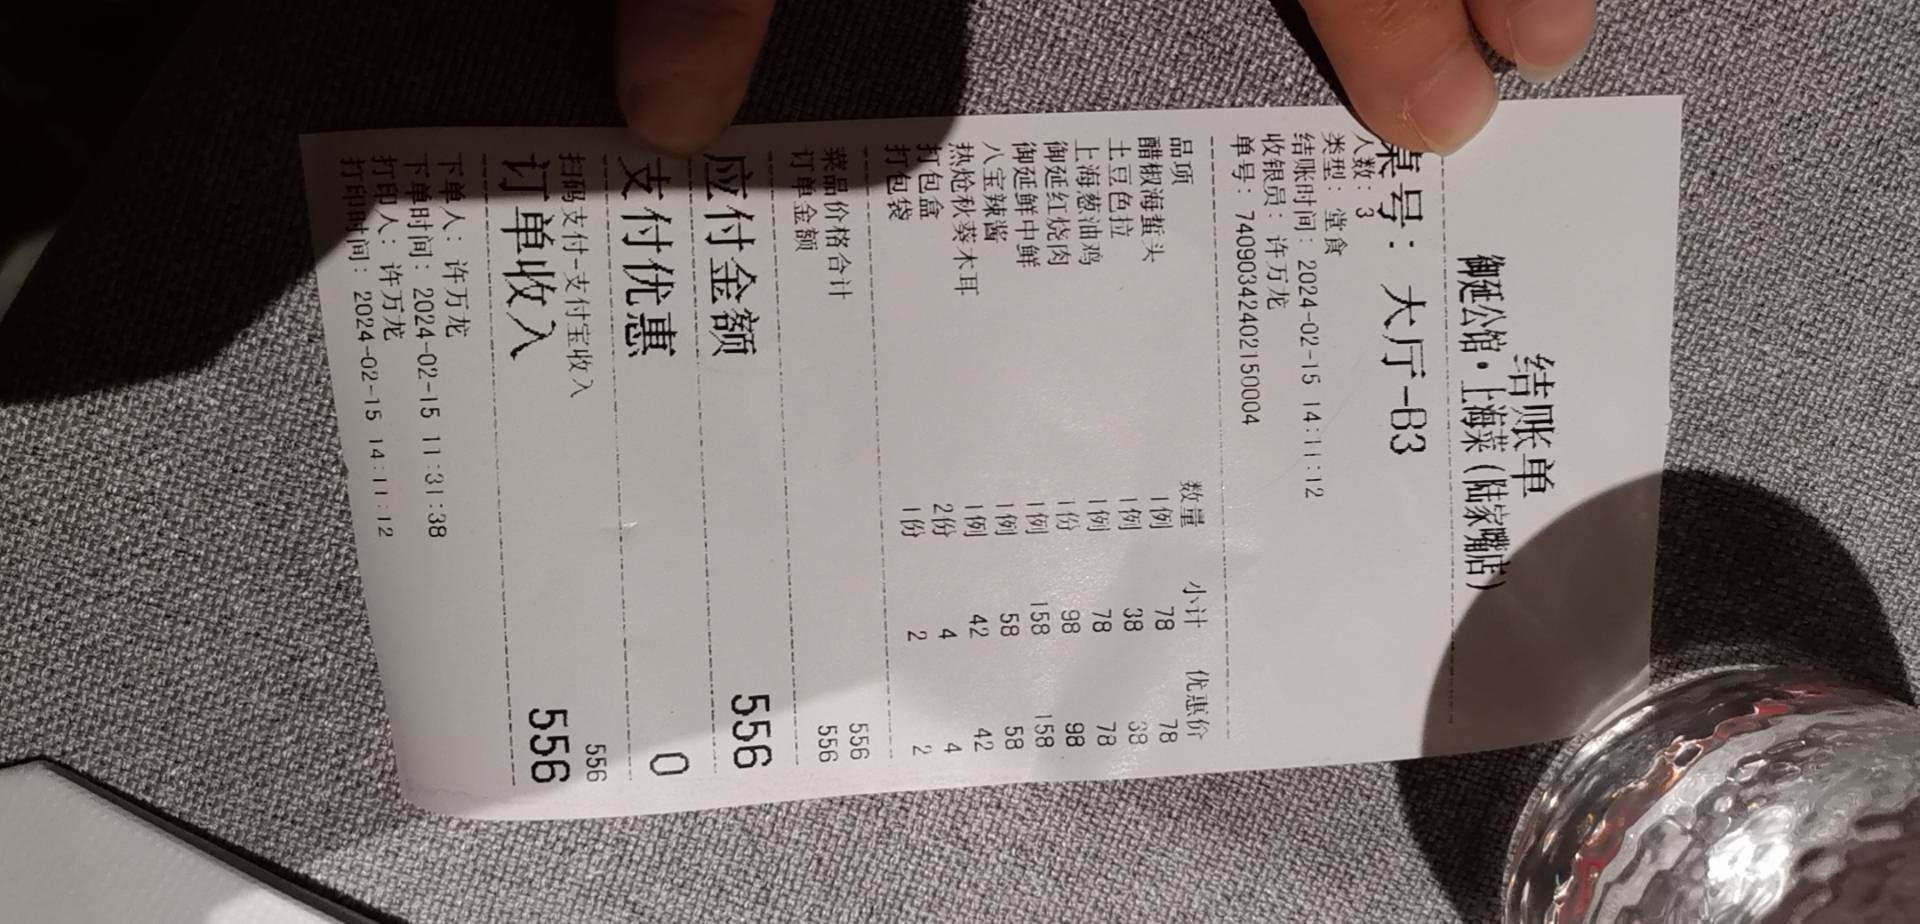 结账单
御延公馆·上海菜(陆家嘴店)
桌号: 大厅-B3
人数: 3
类型: 堂食
结账时间: 2024-02-15 14:11:12
收银员: 许万龙
单号: 74090342402150004
品项 数量 小计 优惠价
醋椒海蜇头 1例 78 78
土豆色拉 1例 38 38
上海葱油鸡 1例 78 78
御延红烧肉 1份 98 98
御延鲜中鲜 1例 158 158
八宝辣酱 1例 58 58
热炝秋葵木耳 1例 42 42
打包盒 2份 4 4
打包袋 1份 2 2
菜品价格合计 556
订单金额 556
应付金额 556
支付优惠 0
扫码支付-支付宝收入 556
订单收入 556
下单人: 许万龙
下单时间: 2024-02-15 11:31:38
打印人: 许万龙
打印时间: 2024-02-15 14:11:12